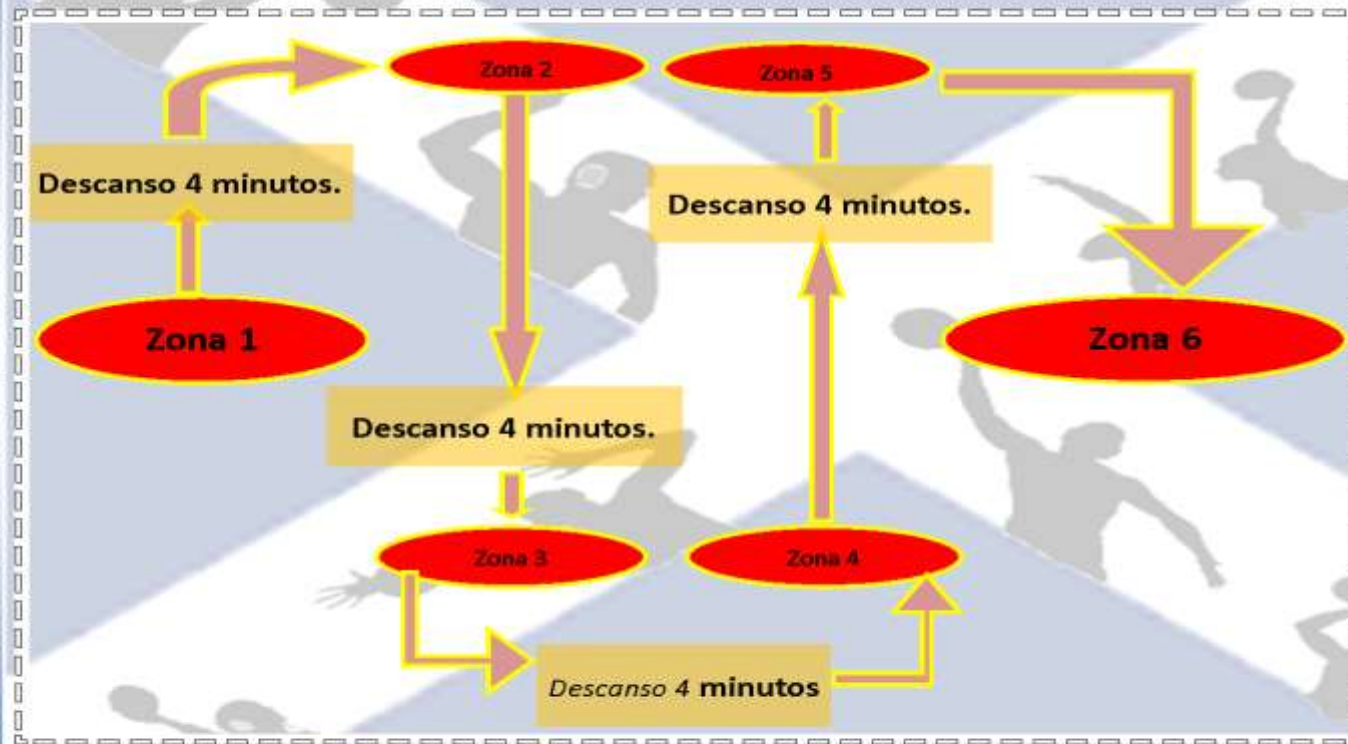 Zona 1
Descanso 4 minutos.
Zona 2
Descanso 4 minutos.
Zona 3
Descanso 4 minutos
Zona 4
Descanso 4 minutos.
Zona 5
Zona 6